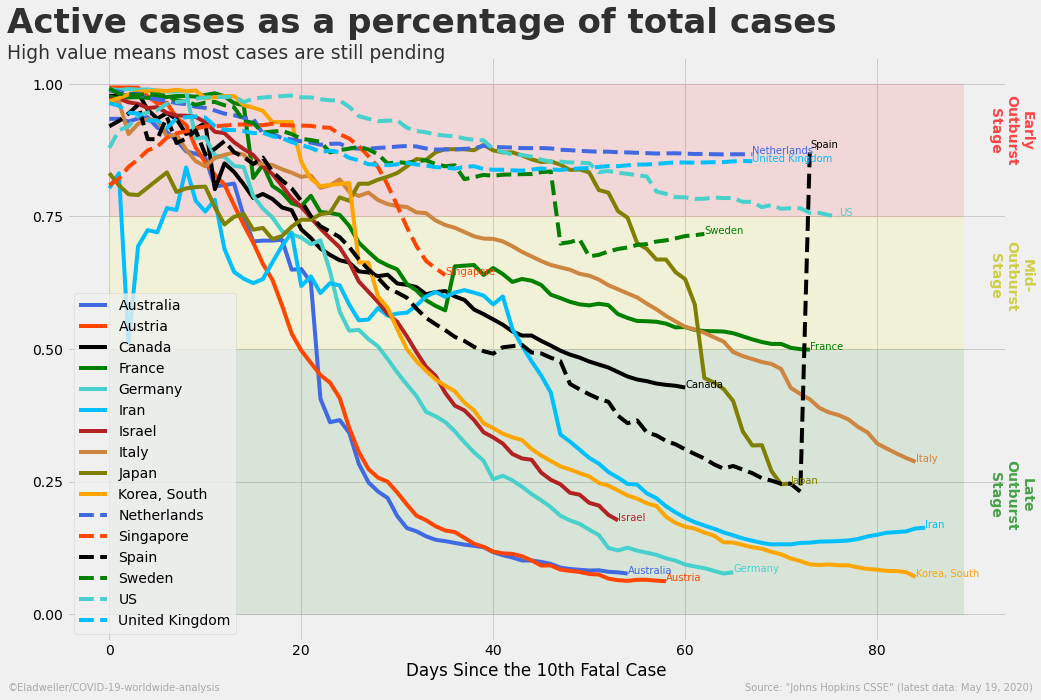 Active cases as a percentage of total cases
High value means most cases are still pending
1.00
0.75
0.50
0.25
0.00
0
20
40
60
80
Days Since the 10th Fatal Case
Early
Outburst
Stage
Mid-
Outburst
Stage
Late
Outburst
Stage
Australia
Austria
Canada
France
Germany
Iran
Israel
Italy
Japan
Korea, South
Netherlands
Singapore
Spain
Sweden
US
United Kingdom
Spain
Netherlands
United Kingdom
US
Sweden
Singapore
France
Canada
Italy
Japan
Israel
Iran
Australia
Austria
Germany
Korea, South
©Eladweller/COVID-19-worldwide-analysis
Source: "Johns Hopkins CSSE" (latest data: May 19, 2020)